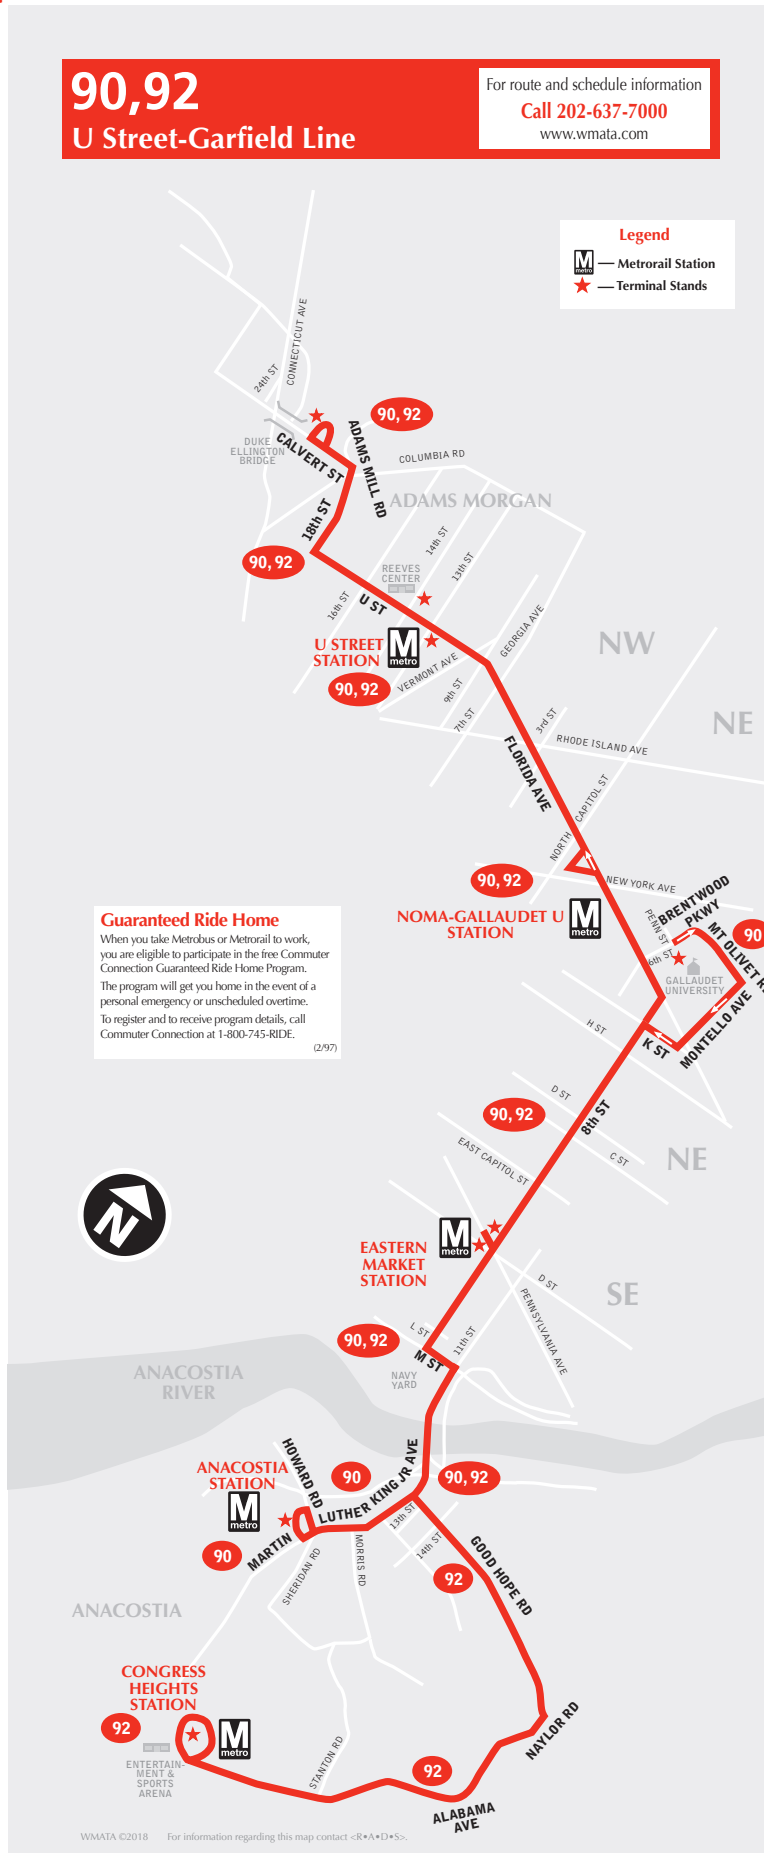 90,92
U Street-Garfield Line
For route and schedule information
Call 202-637-7000
www.wmata.com
Legend
M
metro
Metrorail Station
Terminal Stands
CONNECTICUT AVE
24th ST
90, 92
DUKE
ELLINGTON
BRIDGE
CALVERT ST
ADAMS MILL RD
COLUMBIA RD
ADAMS MORGAN
18th ST
14th ST
13th ST
90, 92
REEVES
CENTER
16th ST
U ST
GEORGIA AVE
U STREET
STATION
M
metro
NW
VERMONT AVE
90, 92
9th ST
7th ST
3rd ST
NE
RHODE ISLAND AVE
FLORIDA AVE
NORTH
CAPITOL ST
90, 92
NEW YORK AVE
BRENTWOOD
PKWY
NOMA-GALLAUDET U
STATION
M
metro
PENN ST
6th ST
MT OLIVET R
90
GALLAUDET
UNIVERSITY
MONTELLO AVE
K ST
H ST
Guaranteed Ride Home
When you take Metrobus or Metrorail to work,
you are eligible to participate in the free Commuter
Connection Guaranteed Ride Home Program.
The program will get you home in the event of a
personal emergency or unscheduled overtime.
To register and to receive program details, call
Commuter Connection at 1-800-745-RIDE.
(2/97)
D ST
90, 92
8th ST
C ST
EAST CAPITOL ST
NE
N
EASTERN
MARKET
STATION
M
metro
D ST
SE
PENNSYLVANIA AVE
L ST
11th ST
90, 92
M ST
NAVY
YARD
ANACOSTIA
RIVER
ANACOSTIA
STATION
M
metro
HOWARD RD
90
90, 92
MARTIN
LUTHER KING JR AVE
90
13th ST
14th ST
SHERIDAN RD
MORRIS RD
GOOD HOPE RD
92
ANACOSTIA
CONGRESS
HEIGHTS
STATION
92
M
metro
ENTERTAIN-
MENT &
SPORTS
ARENA
STANTON RD
NAYLOR RD
92
ALABAMA
AVE
WMATA ©2018 For information regarding this map contact <R•A•D•S>.